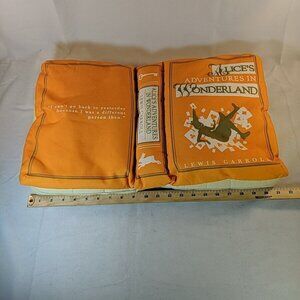 "I can't go back to yesterday
because I was a different
person then."
ALICE'S ADVENTURES
IN WONDERLAND
ALICE'S
ADVENTURES IN
WONDERLAND
LEWIS CARROLL